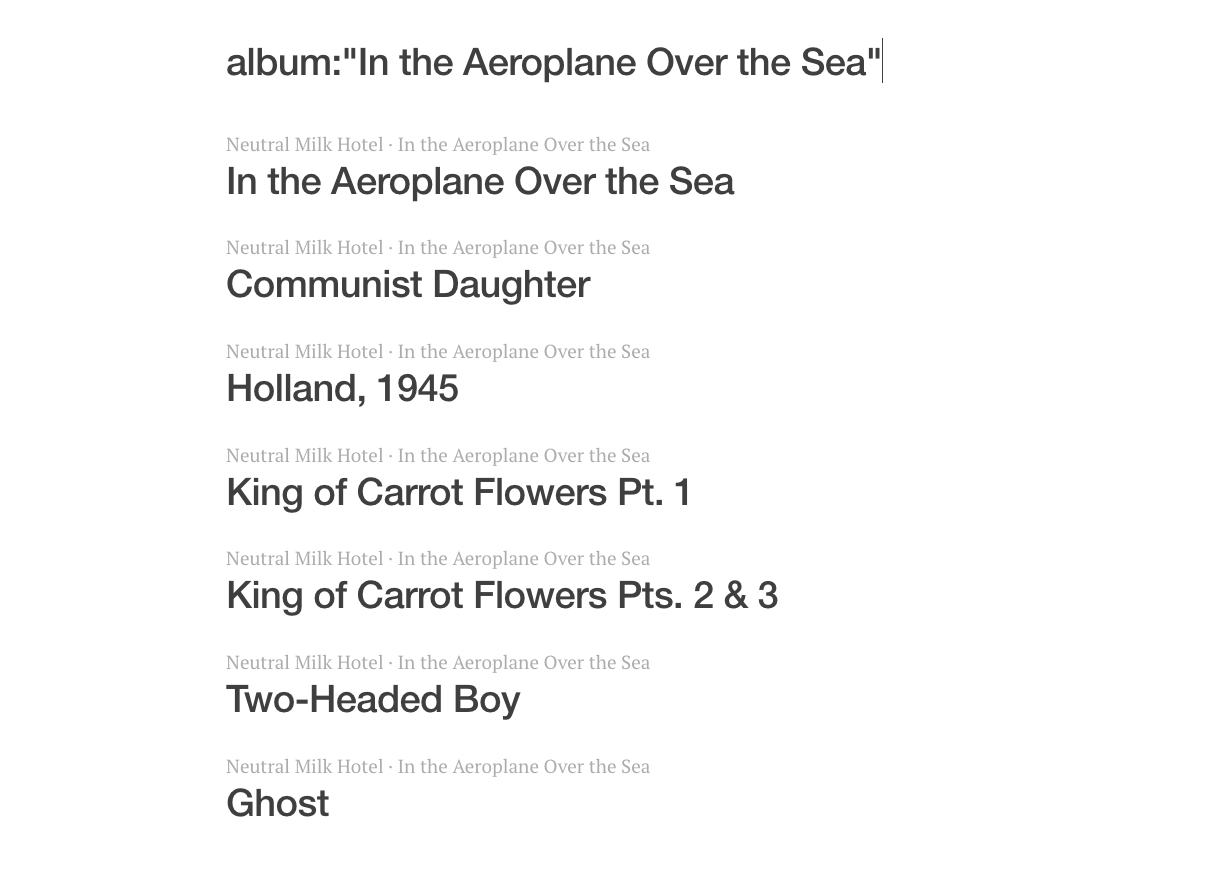 album:"In the Aeroplane Over the Sea"
Neutral Milk Hotel · In the Aeroplane Over the Sea
In the Aeroplane Over the Sea
Neutral Milk Hotel · In the Aeroplane Over the Sea
Communist Daughter
Neutral Milk Hotel · In the Aeroplane Over the Sea
Holland, 1945
Neutral Milk Hotel · In the Aeroplane Over the Sea
King of Carrot Flowers Pt. 1
Neutral Milk Hotel · In the Aeroplane Over the Sea
King of Carrot Flowers Pts. 2 & 3
Neutral Milk Hotel · In the Aeroplane Over the Sea
Two-Headed Boy
Neutral Milk Hotel · In the Aeroplane Over the Sea
Ghost